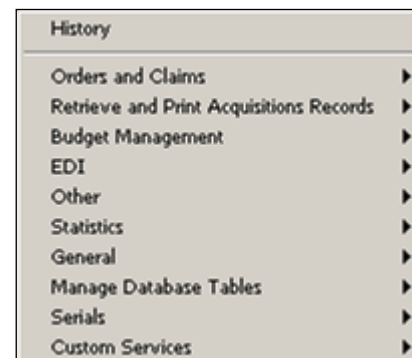 History
Orders and Claims
Retrieve and Print Acquisitions Records
Budget Management
EDI
Other
Statistics
General
Manage Database Tables
Serials
Custom Services